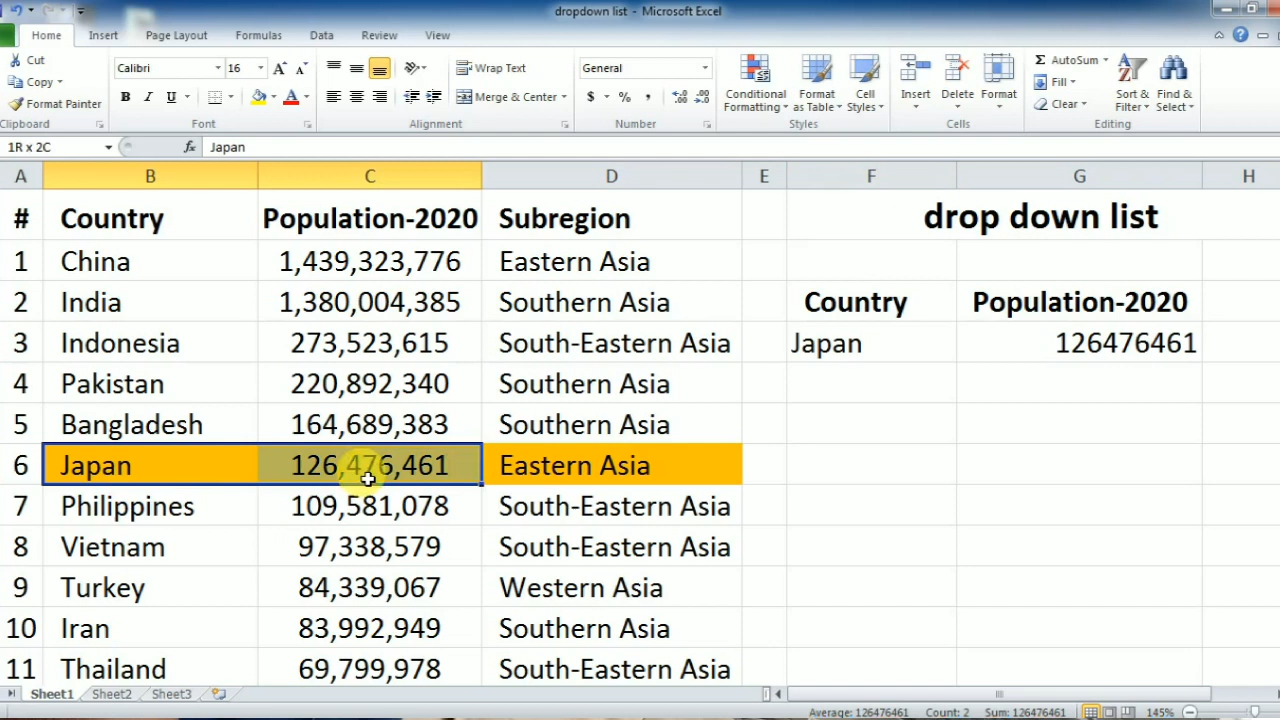 dropdown list - Microsoft Excel
Home Insert Page Layout Formulas Data Review View
Cut
Copy
Format Painter
Clipboard
Calibri 16
B I U
Font
Wrap Text
Merge & Center
Alignment
General
$ % ,
Number
Conditional Formatting
Format as Table
Cell Styles
Styles
Insert Delete Format
Cells
AutoSum
Fill
Clear
Sort & Filter
Find & Select
Editing
1R x 2C fx Japan
A B C D E F G H
# Country Population-2020 Subregion drop down list
1 China 1,439,323,776 Eastern Asia
2 India 1,380,004,385 Southern Asia Country Population-2020
3 Indonesia 273,523,615 South-Eastern Asia Japan 126476461
4 Pakistan 220,892,340 Southern Asia
5 Bangladesh 164,689,383 Southern Asia
6 Japan 126,476,461 Eastern Asia
7 Philippines 109,581,078 South-Eastern Asia
8 Vietnam 97,338,579 South-Eastern Asia
9 Turkey 84,339,067 Western Asia
10 Iran 83,992,949 Southern Asia
11 Thailand 69,799,978 South-Eastern Asia
Sheet1 Sheet2 Sheet3
Average: 126476461 Count: 2 Sum: 126476461 145%